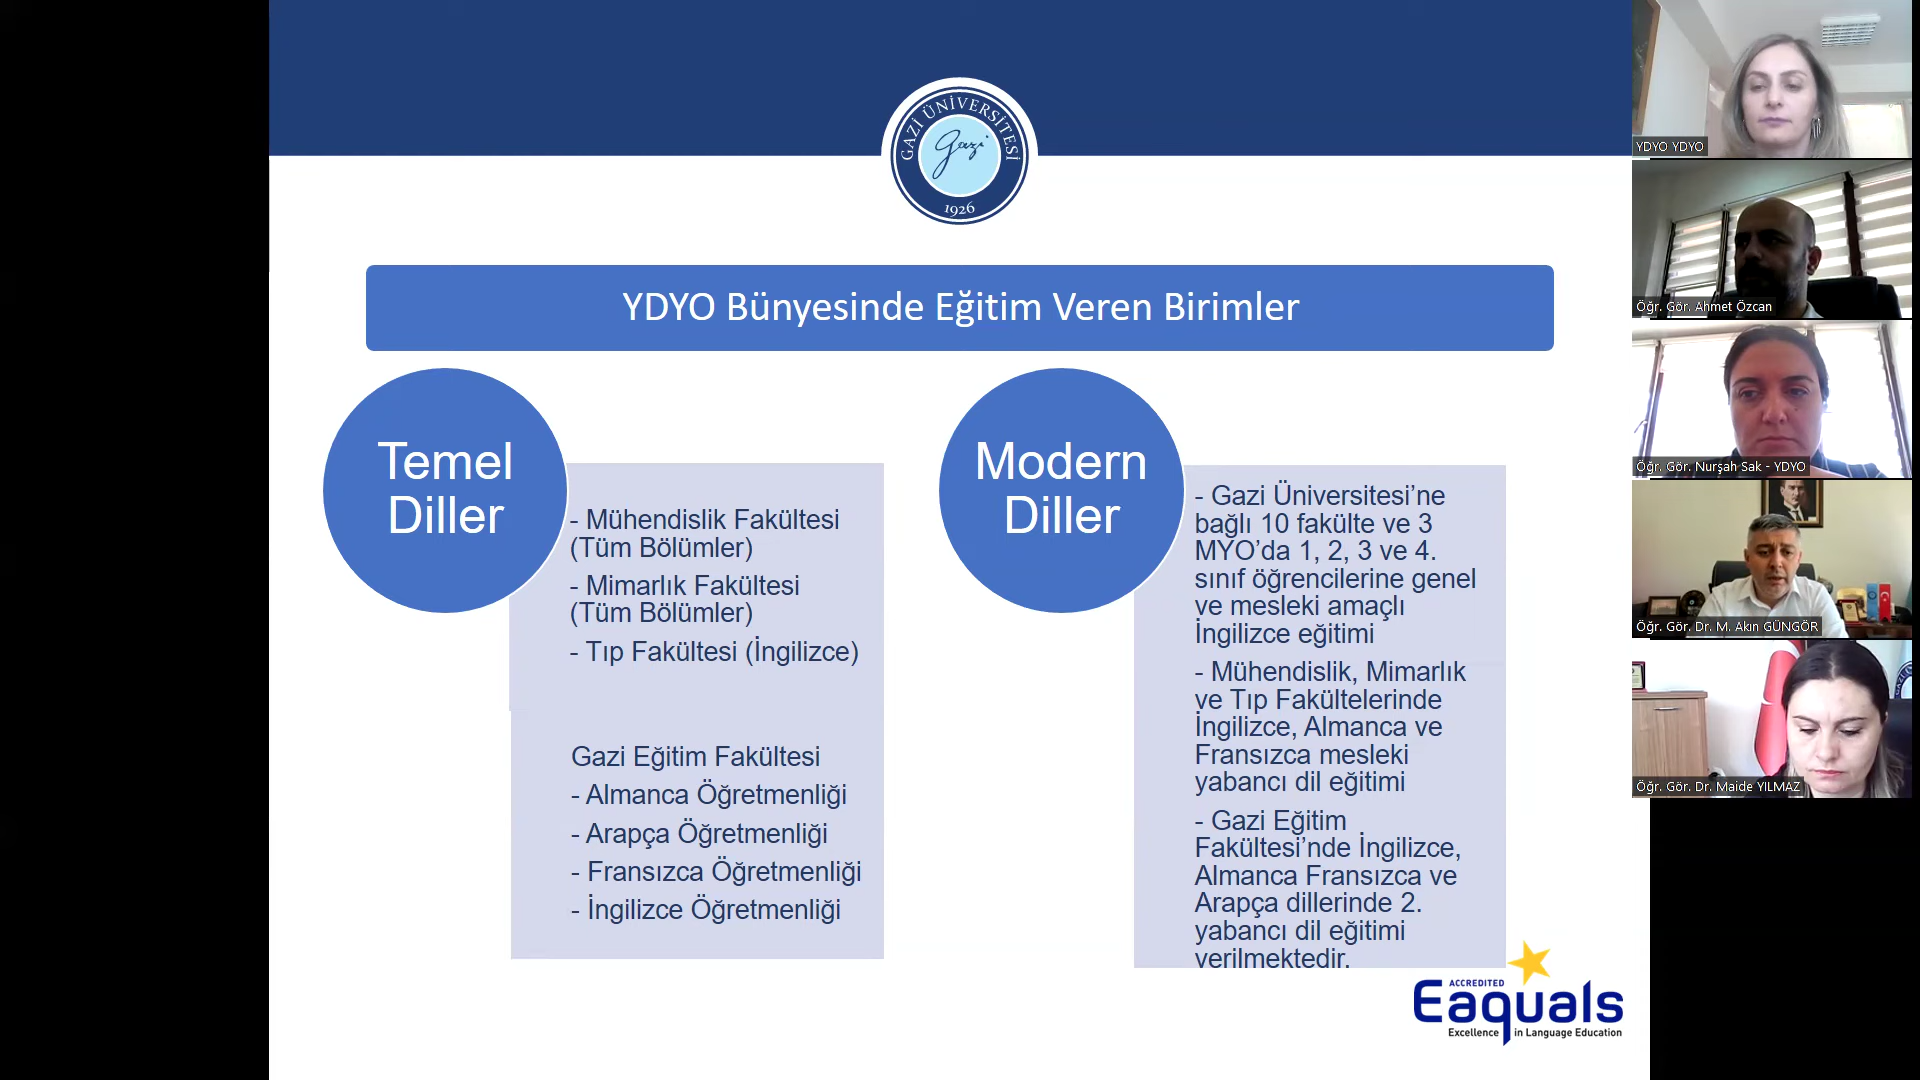 GAZİ ÜNİVERSİTESİ
gazi
1926
YDYO Bünyesinde Eğitim Veren Birimler
Temel
Diller
- Mühendislik Fakültesi
(Tüm Bölümler)
- Mimarlık Fakültesi
(Tüm Bölümler)
- Tıp Fakültesi (İngilizce)
Gazi Eğitim Fakültesi
- Almanca Öğretmenliği
- Arapça Öğretmenliği
- Fransızca Öğretmenliği
- İngilizce Öğretmenliği
Modern
Diller
- Gazi Üniversitesi’ne
bağlı 10 fakülte ve 3
MYO’da 1, 2, 3 ve 4.
sınıf öğrencilerine genel
ve mesleki amaçlı
İngilizce eğitimi
- Mühendislik, Mimarlık
ve Tıp Fakültelerinde
İngilizce, Almanca ve
Fransızca mesleki
yabancı dil eğitimi
- Gazi Eğitim
Fakültesi’nde İngilizce,
Almanca Fransızca ve
Arapça dillerinde 2.
yabancı dil eğitimi
verilmektedir.
ACCREDITED
Eaquals
Excellence in Language Education
YDYO YDYO
Öğr. Gör. Ahmet Özcan
Öğr. Gör. Nurşah Sak - YDYO
Öğr. Gör. Dr. M. Akın GÜNGÖR
Öğr. Gör. Dr. Maide YILMAZ